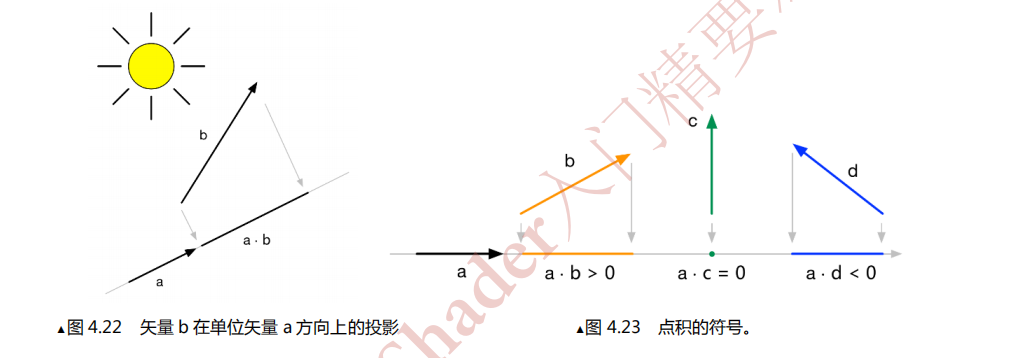 b
a · b
a
c
b
d
a
a · b > 0
a · c = 0
a · d < 0
▲图 4.22 矢量 b 在单位矢量 a 方向上的投影
▲图 4.23 点积的符号。
Shader入门精要